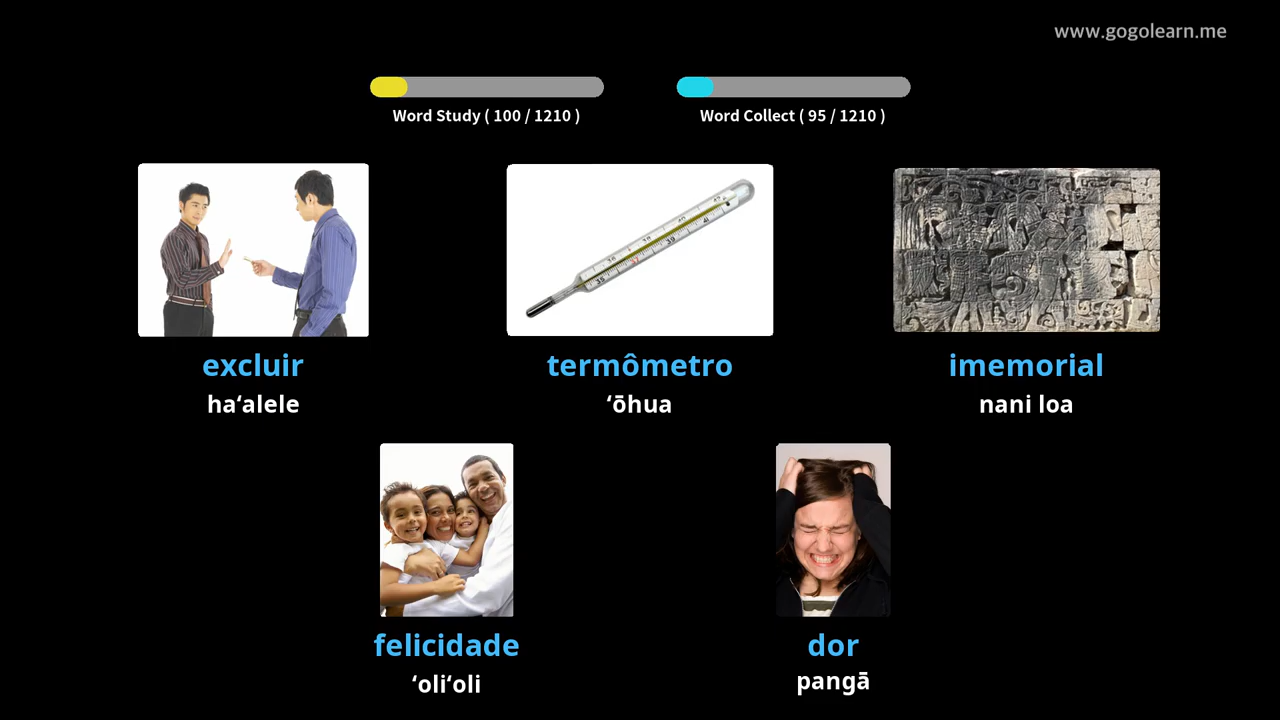 www.gogolearn.me
Word Study ( 100 / 1210 )
Word Collect ( 95 / 1210 )
excluir
haʻalele
termômetro
ʻōhua
imemorial
nani loa
felicidade
ʻoliʻoli
dor
pangā